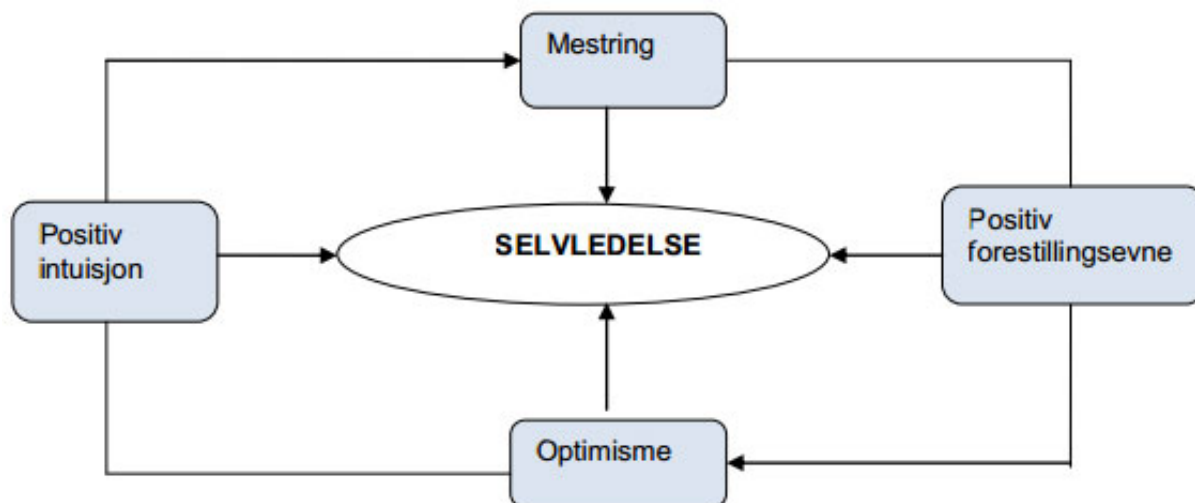 Mestring
Positiv
intuisjon
SELVLEDELSE
Positiv
forestillingsevne
Optimisme